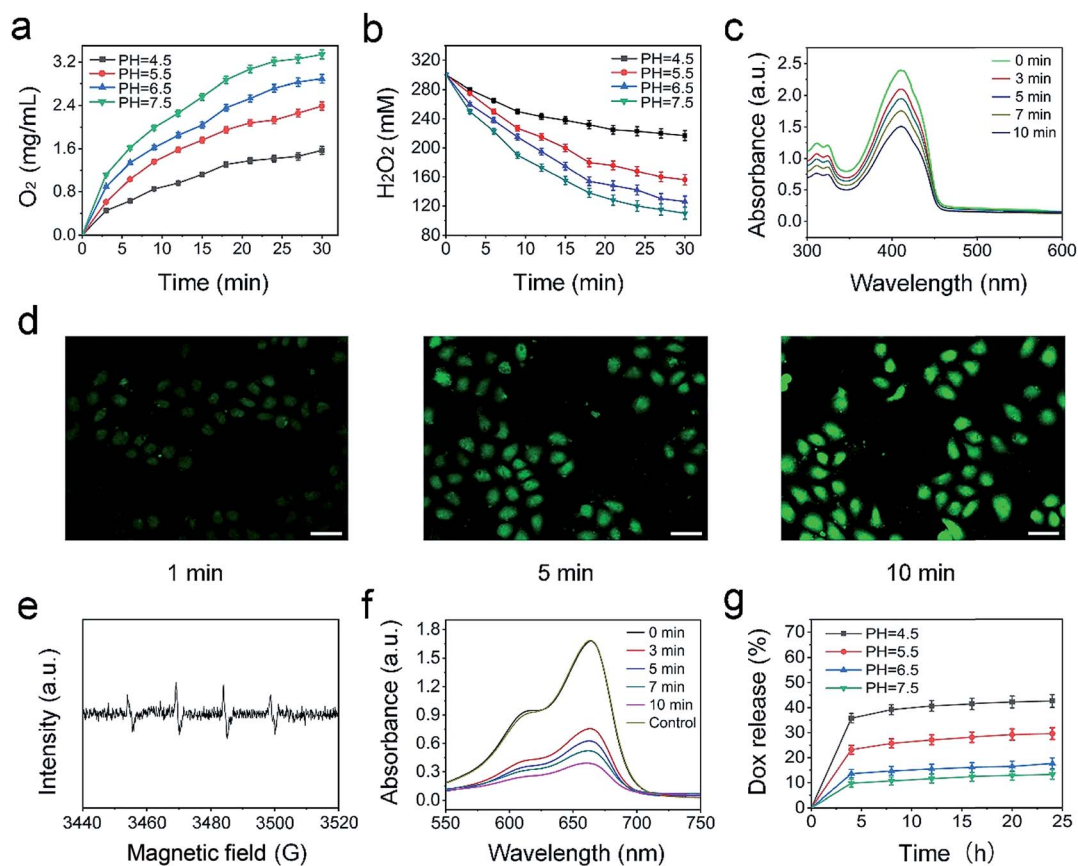 a
O₂ (mg/mL)
3.2
2.4
1.6
0.8
0.0
PH=4.5
PH=5.5
PH=6.5
PH=7.5
0 5 10 15 20 25 30
Time (min)
b
H₂O₂ (mM)
320
280
240
200
160
120
80
PH=4.5
PH=5.5
PH=6.5
PH=7.5
0 5 10 15 20 25 30
Time (min)
c
Absorbance (a.u.)
2.5
2.0
1.5
1.0
0.5
0.0
0 min
3 min
5 min
7 min
10 min
300 400 500 600
Wavelength (nm)
d
1 min
5 min
10 min
e
Intensity (a.u.)
3440 3460 3480 3500 3520
Magnetic field (G)
f
Absorbance (a.u.)
1.8
1.5
1.2
0.9
0.6
0.3
0.0
0 min
3 min
5 min
7 min
10 min
Control
550 600 650 700 750
Wavelength (nm)
g
Dox release (%)
70
60
50
40
30
20
10
0
PH=4.5
PH=5.5
PH=6.5
PH=7.5
0 5 10 15 20 25
Time (h)